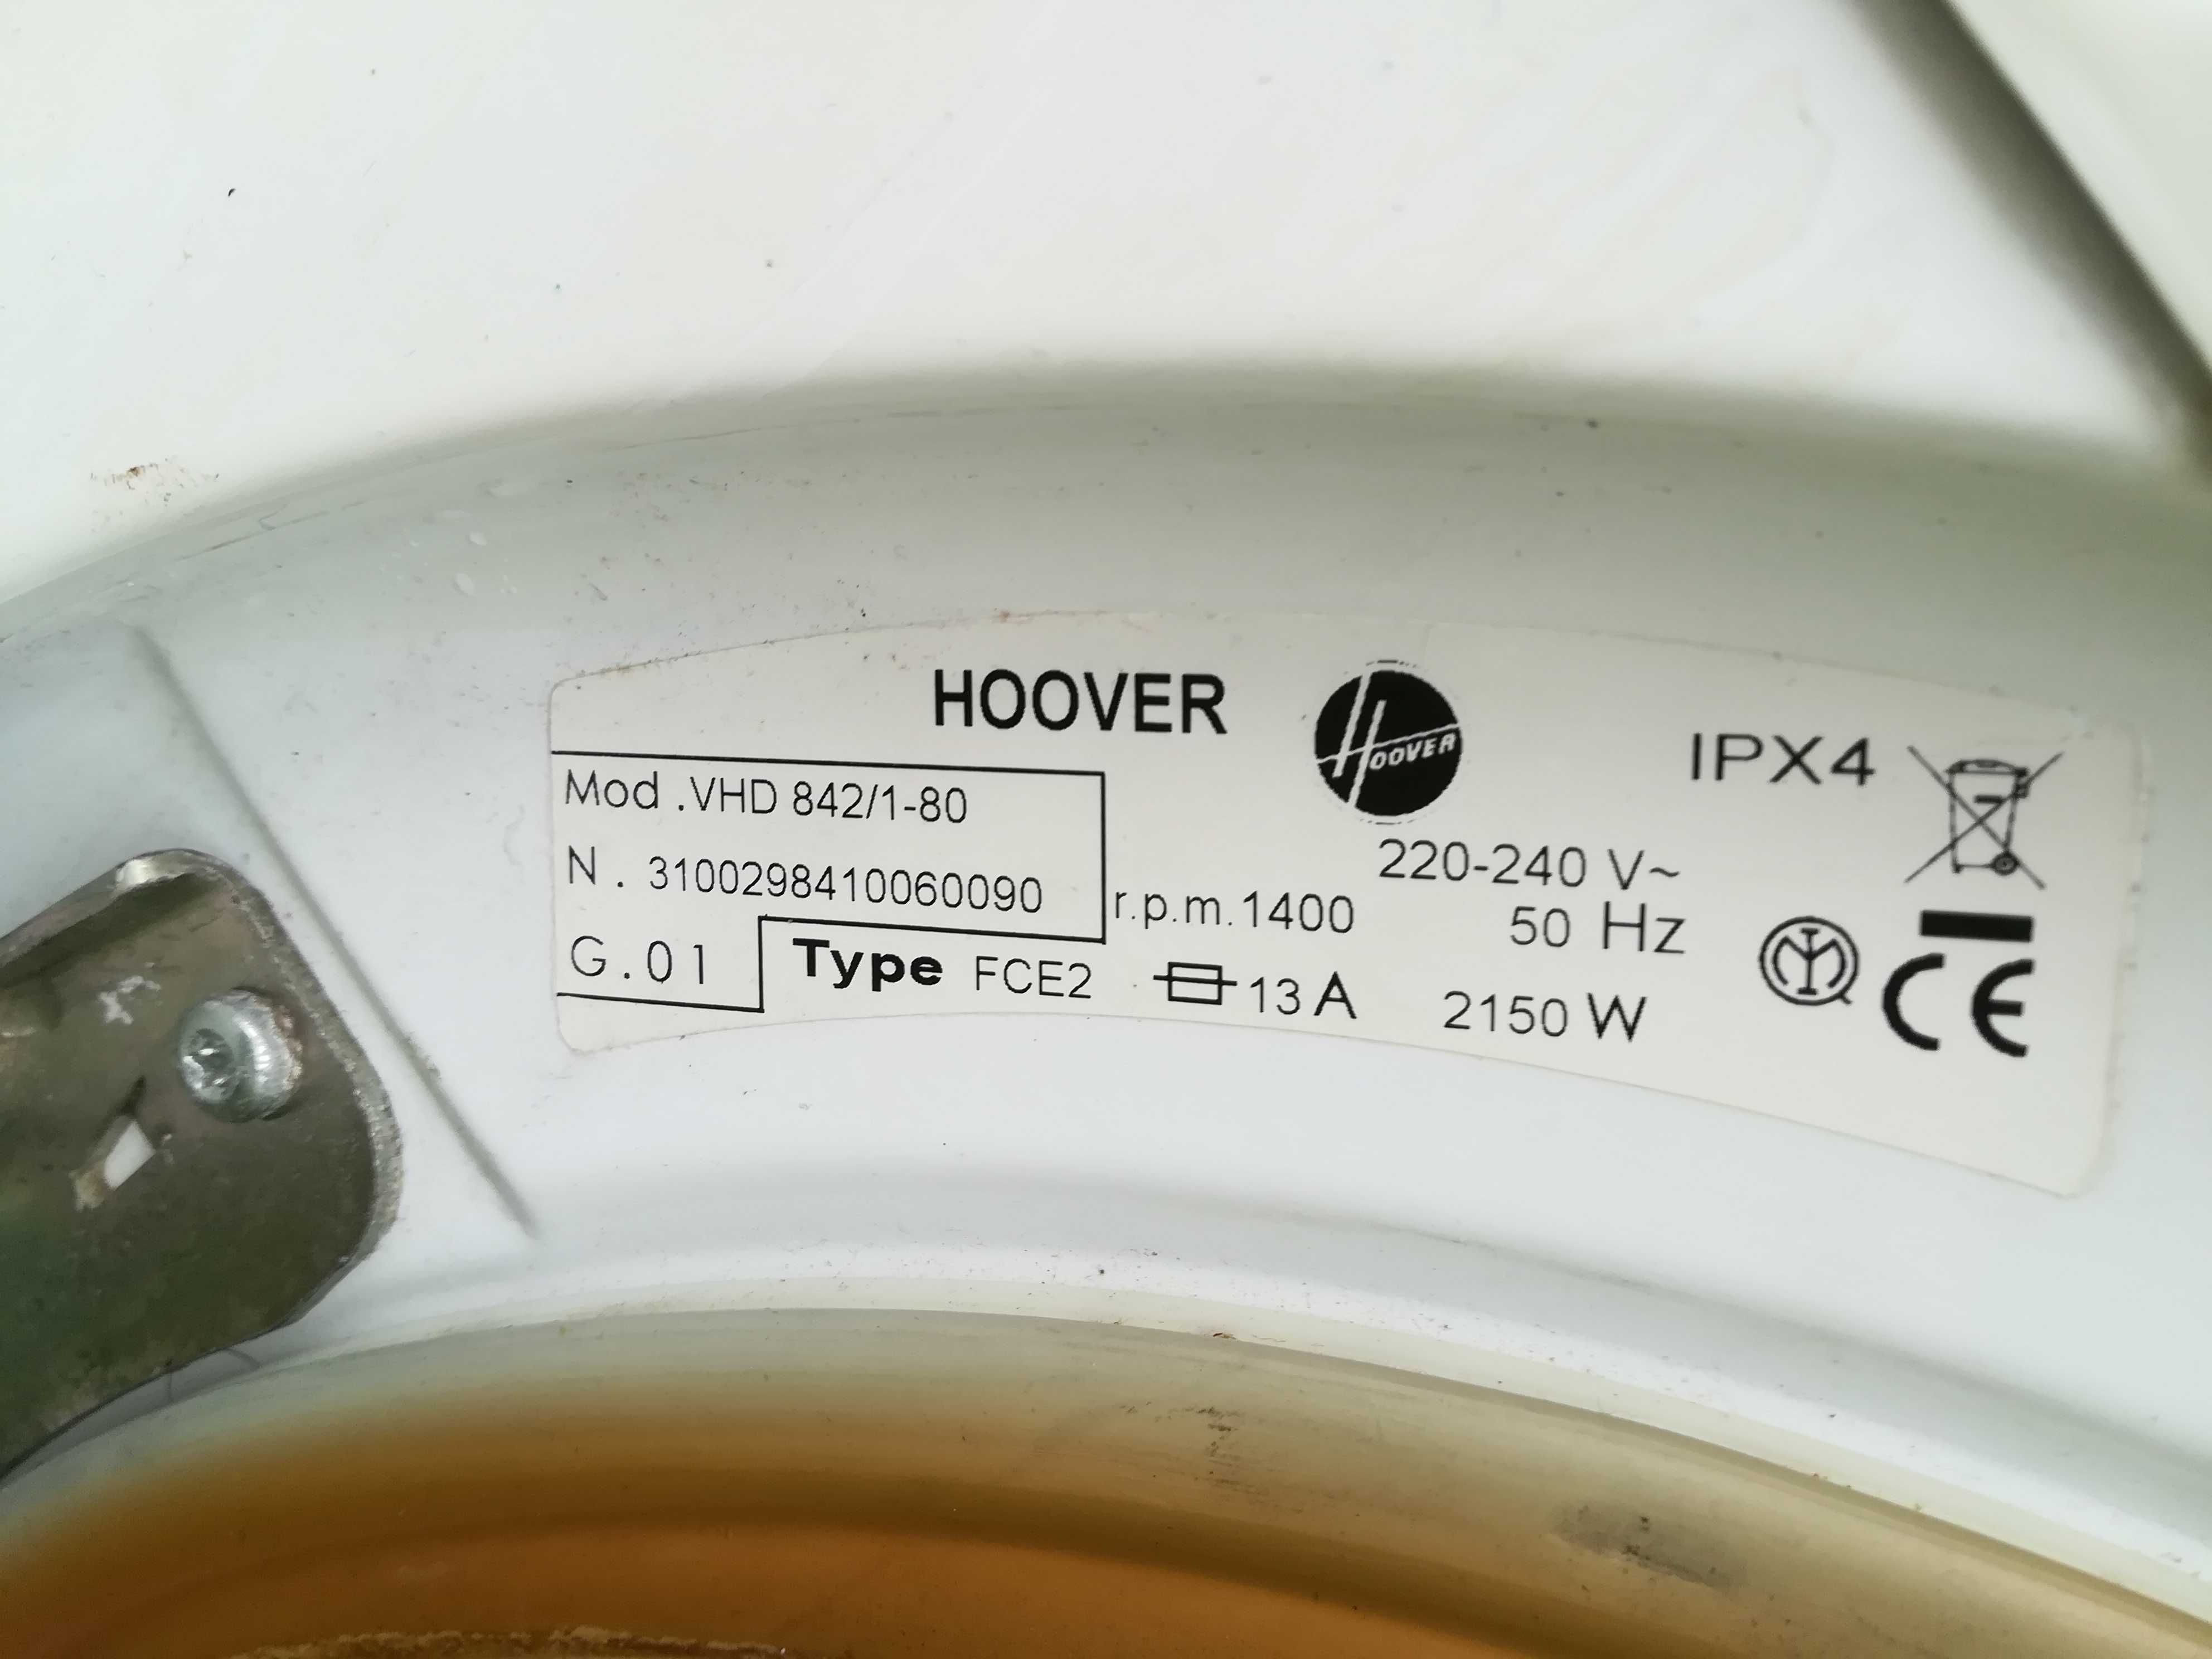 HOOVER
HOOVER
IPX4
Mod .VHD 842/1-80
N. 3100298410060090
r.p.m.1400
220-240 V~
50 Hz
G.01
Type FCE2
13 A
2150 W
CE